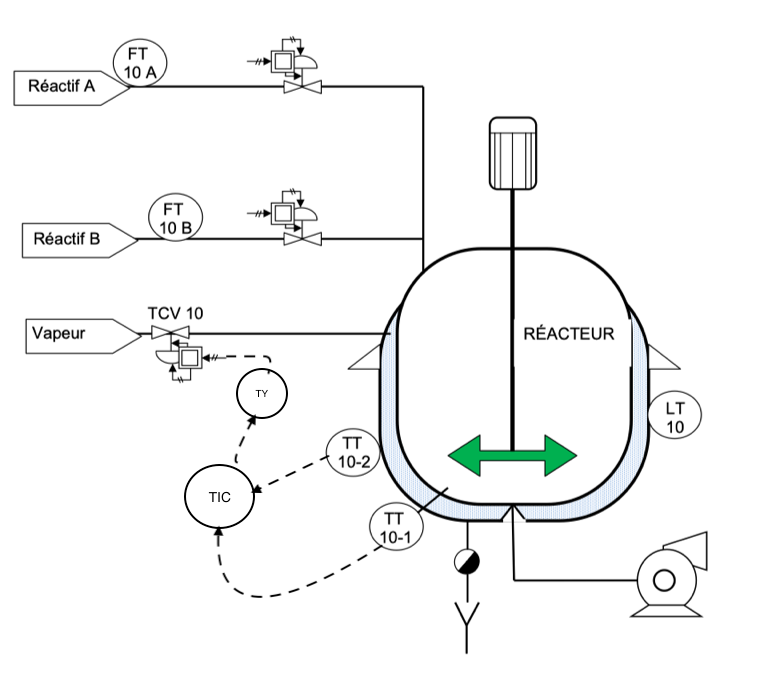 FT
10 A
Réactif A
FT
10 B
Réactif B
TCV 10
Vapeur
RÉACTEUR
TY
LT
10
TT
10-2
TIC
TT
10-1